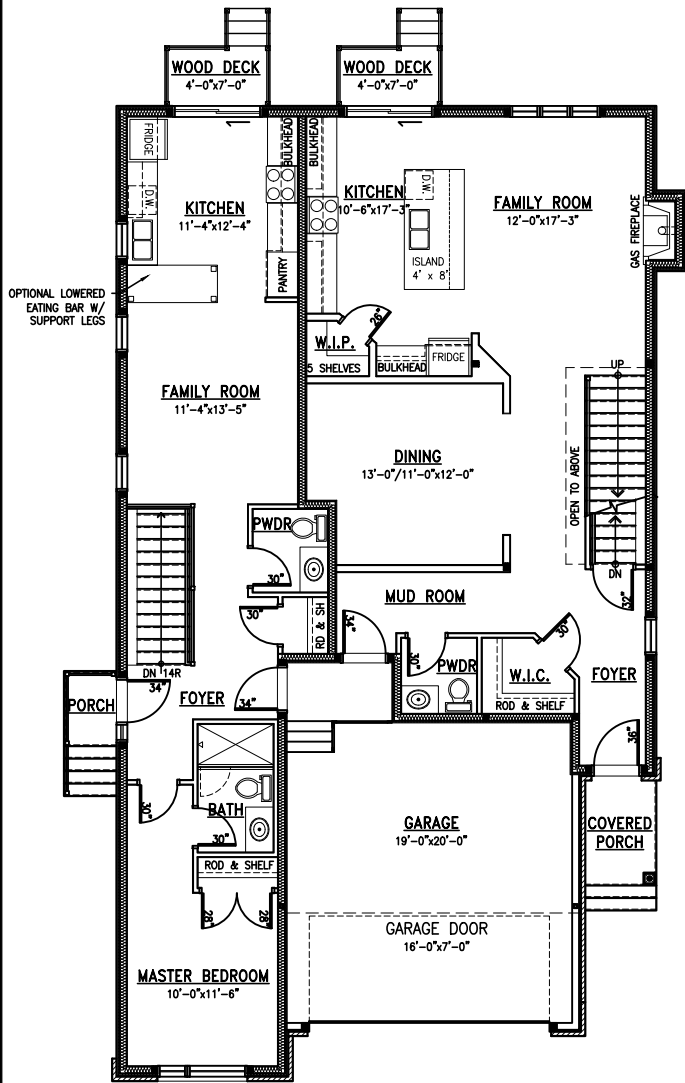 WOOD DECK
4'-0"x7'-0"
WOOD DECK
4'-0"x7'-0"
FRIDGE
BULKHEAD
BULKHEAD
D.W.
D.W.
KITCHEN
11'-4"x12'-4"
KITCHEN
10'-6"x17'-3"
FAMILY ROOM
12'-0"x17'-3"
GAS FIREPLACE
ISLAND
4' x 8'
PANTRY
OPTIONAL LOWERED
EATING BAR W/
SUPPORT LEGS
26"
W.I.P.
5 SHELVES
BULKHEAD
FRIDGE
UP
FAMILY ROOM
11'-4"x13'-5"
DINING
13'-0"/11'-0"x12'-0"
OPEN TO ABOVE
PWDR
30"
DN
MUD ROOM
32"
30"
RD & SH
34"
30"
30"
PWDR
W.I.C.
ROD & SHELF
FOYER
DN 14R
34"
PORCH
FOYER
34"
36"
30"
BATH
30"
GARAGE
19'-0"x20'-0"
COVERED
PORCH
ROD & SHELF
28"
28"
GARAGE DOOR
16'-0"x7'-0"
MASTER BEDROOM
10'-0"x11'-6"